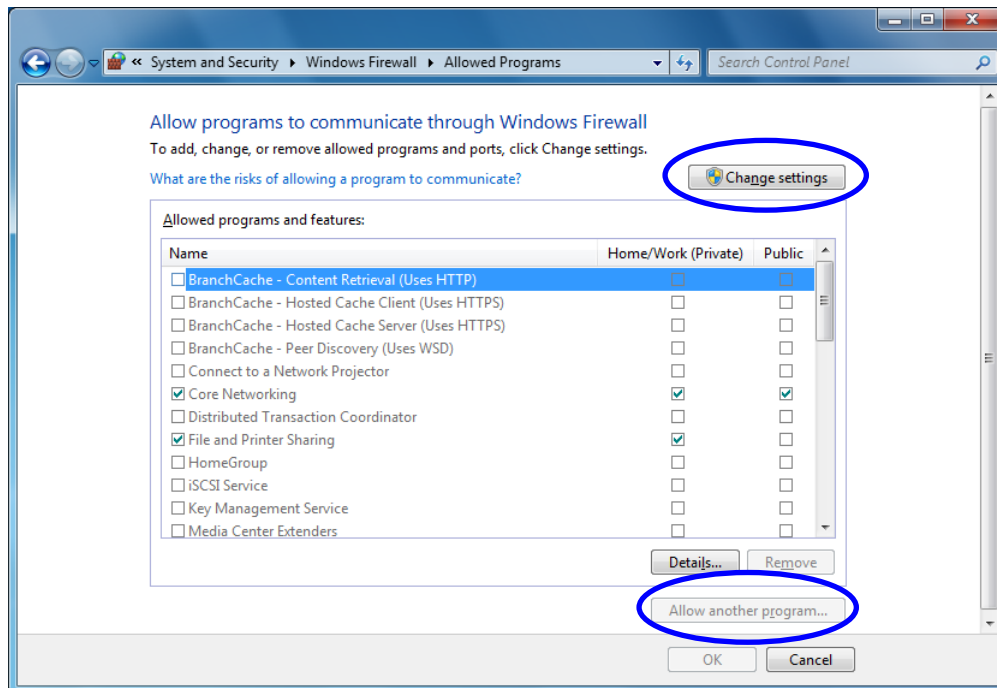 « System and Security ▸ Windows Firewall ▸ Allowed Programs Search Control Panel
Allow programs to communicate through Windows Firewall
To add, change, or remove allowed programs and ports, click Change settings.
What are the risks of allowing a program to communicate? Change settings
Allowed programs and features:
Name Home/Work (Private) Public
BranchCache - Content Retrieval (Uses HTTP)
BranchCache - Hosted Cache Client (Uses HTTPS)
BranchCache - Hosted Cache Server (Uses HTTPS)
BranchCache - Peer Discovery (Uses WSD)
Connect to a Network Projector
Core Networking
Distributed Transaction Coordinator
File and Printer Sharing
HomeGroup
iSCSI Service
Key Management Service
Media Center Extenders
Details... Remove
Allow another program...
OK Cancel